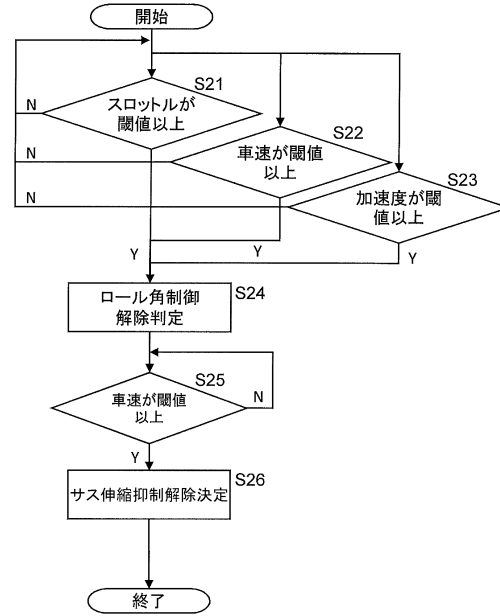 開始
S21
スロットルが
閾値以上
N
S22
車速が閾値
以上
N
S23
加速度が閾
値以上
N
Y
Y
Y
S24
ロール角制御
解除判定
S25
車速が閾値
以上
N
Y
S26
サス伸縮抑制解除決定
終了